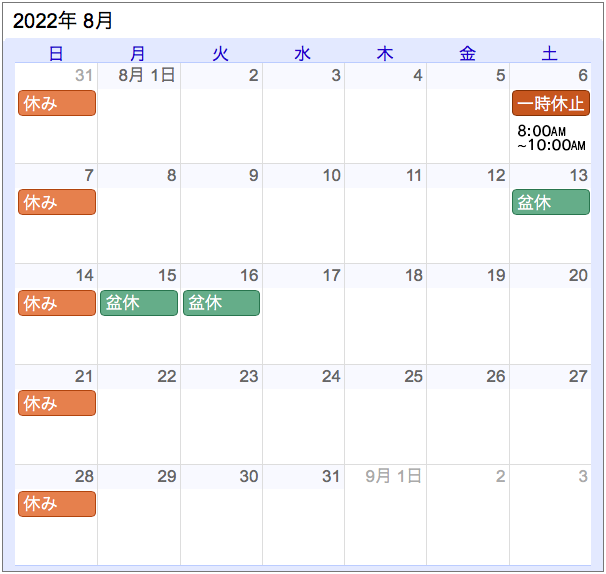 2022年 8月
日 月 火 水 木 金 土
31 8月 1日 2 3 4 5 6
休み 一時休止
8:00AM
~10:00AM
7 8 9 10 11 12 13
休み 盆休
14 15 16 17 18 19 20
休み 盆休 盆休
21 22 23 24 25 26 27
休み
28 29 30 31 9月 1日 2 3
休み